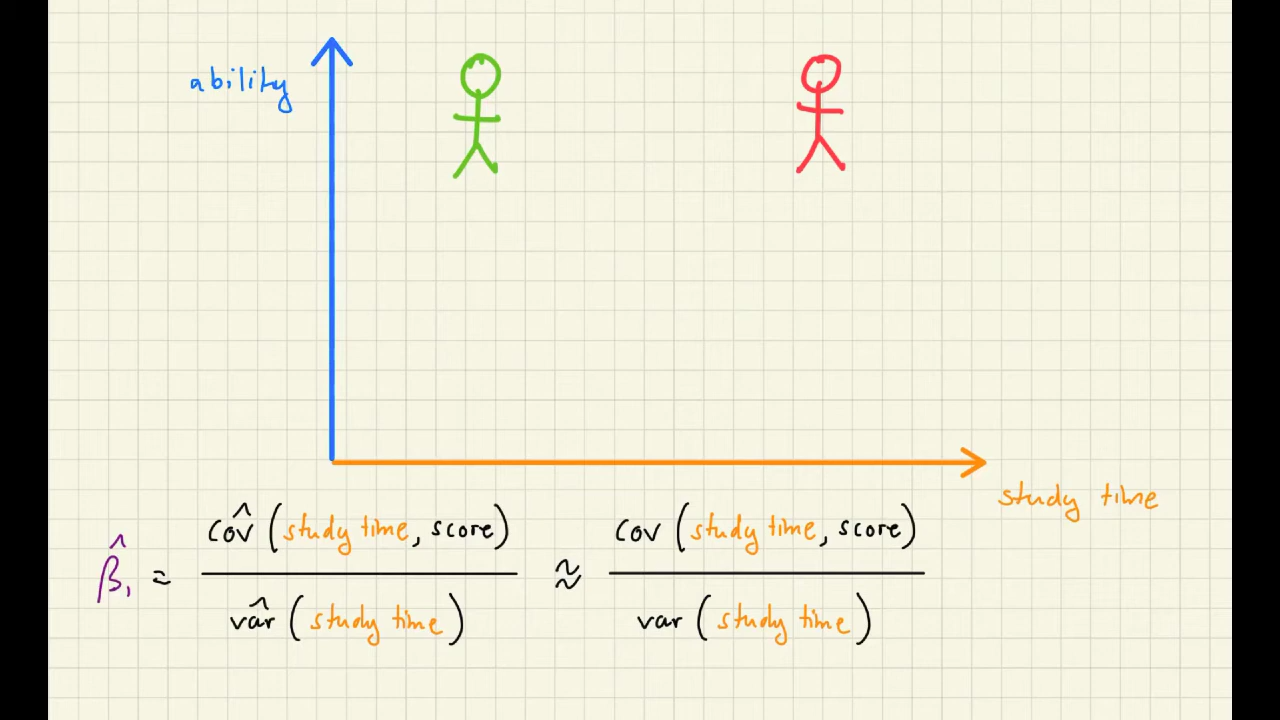 ability
study time
côv (study time, score) cov (study time, score)
β̂₁ = ≈
vâr (study time) var (study time)